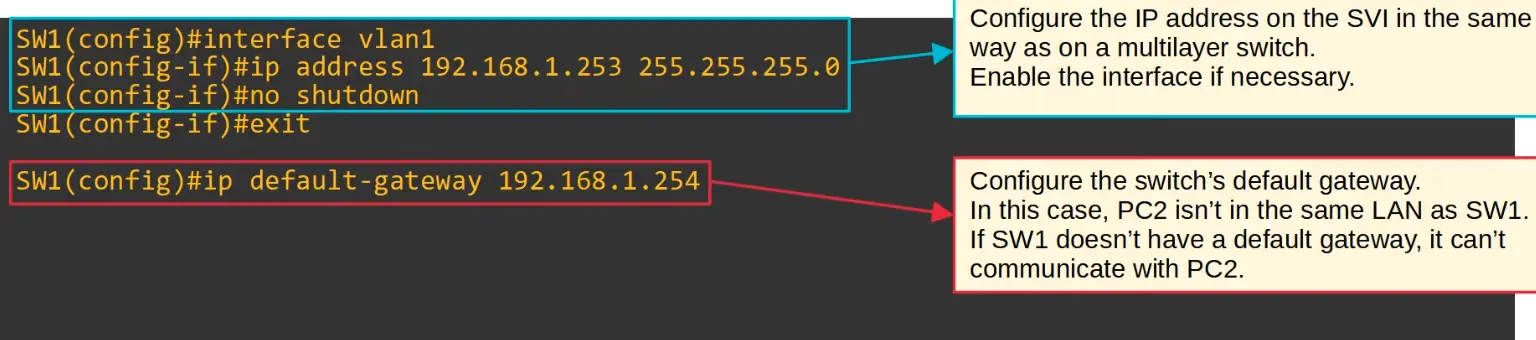 SW1(config)#interface vlan1
SW1(config-if)#ip address 192.168.1.253 255.255.255.0
SW1(config-if)#no shutdown
SW1(config-if)#exit
SW1(config)#ip default-gateway 192.168.1.254
Configure the IP address on the SVI in the same
way as on a multilayer switch.
Enable the interface if necessary.
Configure the switch’s default gateway.
In this case, PC2 isn’t in the same LAN as SW1.
If SW1 doesn’t have a default gateway, it can’t
communicate with PC2.